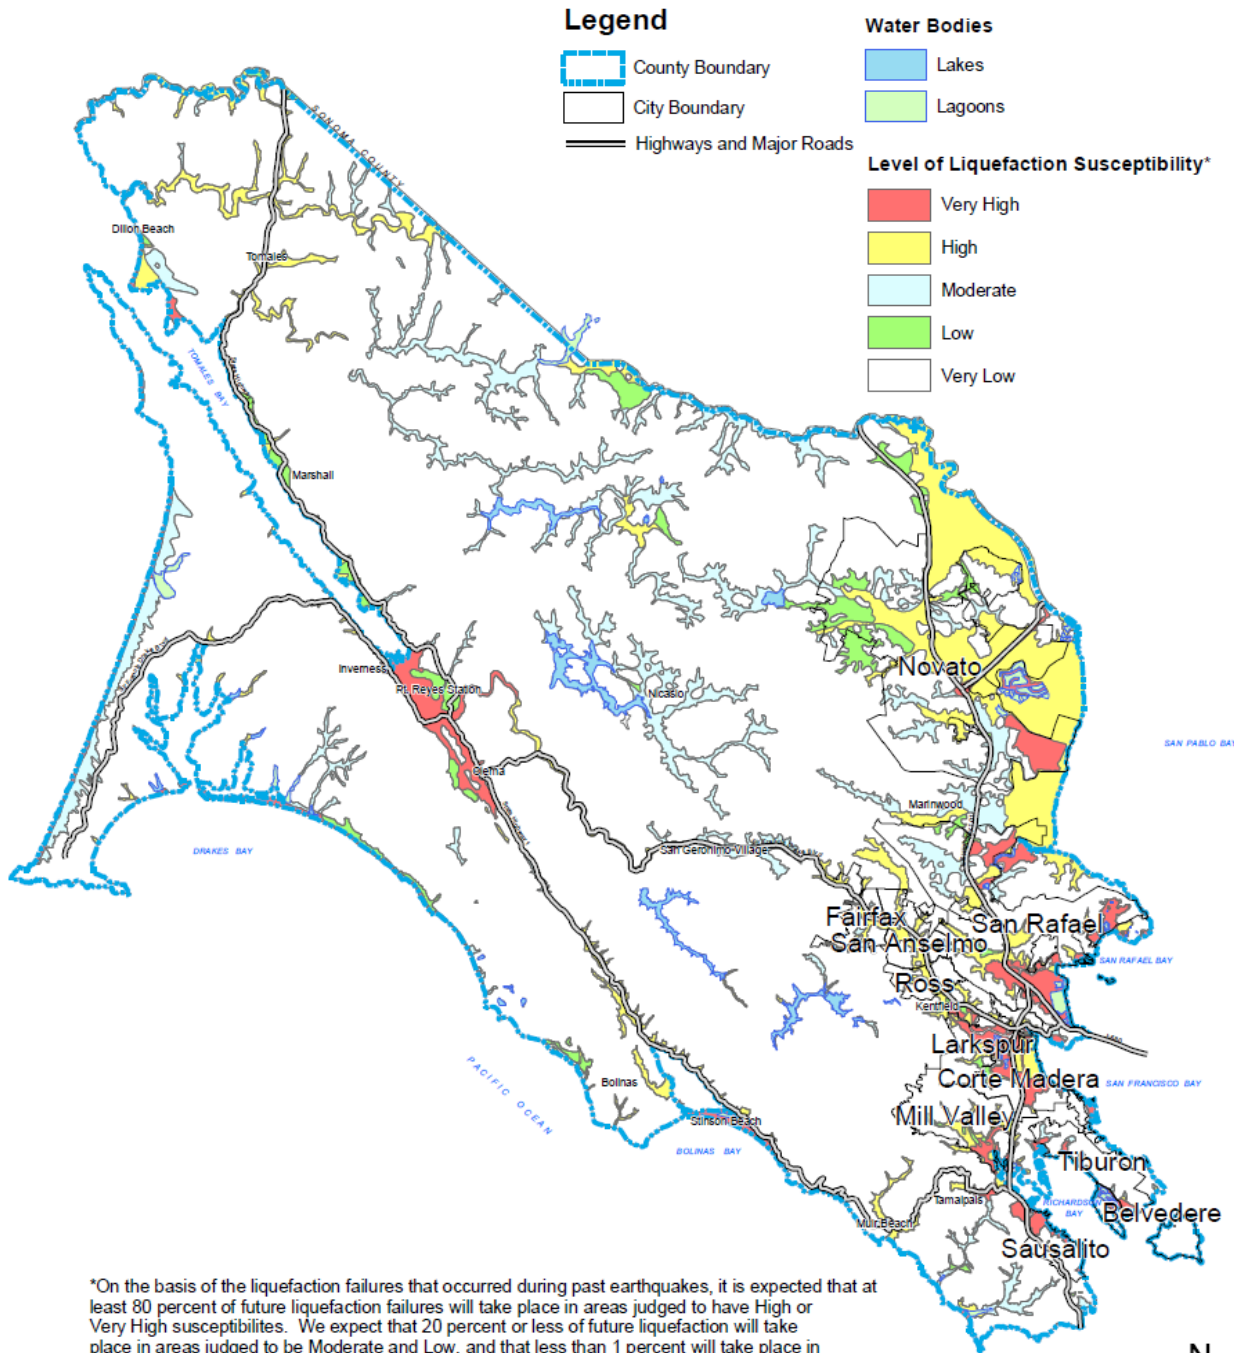 Legend
County Boundary
City Boundary
Highways and Major Roads
Water Bodies
Lakes
Lagoons
Level of Liquefaction Susceptibility*
Very High
High
Moderate
Low
Very Low
SONOMA COUNTY
Dillon Beach
Tomales
TOMALES BAY
Marshall
Inverness
Pt. Reyes Station
Nicasio
Novato
SAN PABLO BAY
Olema
Marinwood
DRAKES BAY
San Geronimo Village
Fairfax
San Rafael
San Anselmo
SAN RAFAEL BAY
Ross
Kentfield
Larkspur
Corte Madera
SAN FRANCISCO BAY
PACIFIC OCEAN
Bolinas
Mill Valley
Stinson Beach
BOLINAS BAY
Tiburon
Tamalpais
RICHARDSON
BAY
Belvedere
Muir Beach
Sausalito
*On the basis of the liquefaction failures that occurred during past earthquakes, it is expected that at
least 80 percent of future liquefaction failures will take place in areas judged to have High or
Very High susceptibilites. We expect that 20 percent or less of future liquefaction will take
place in areas judged to be Moderate and Low, and that less than 1 percent will take place in
N